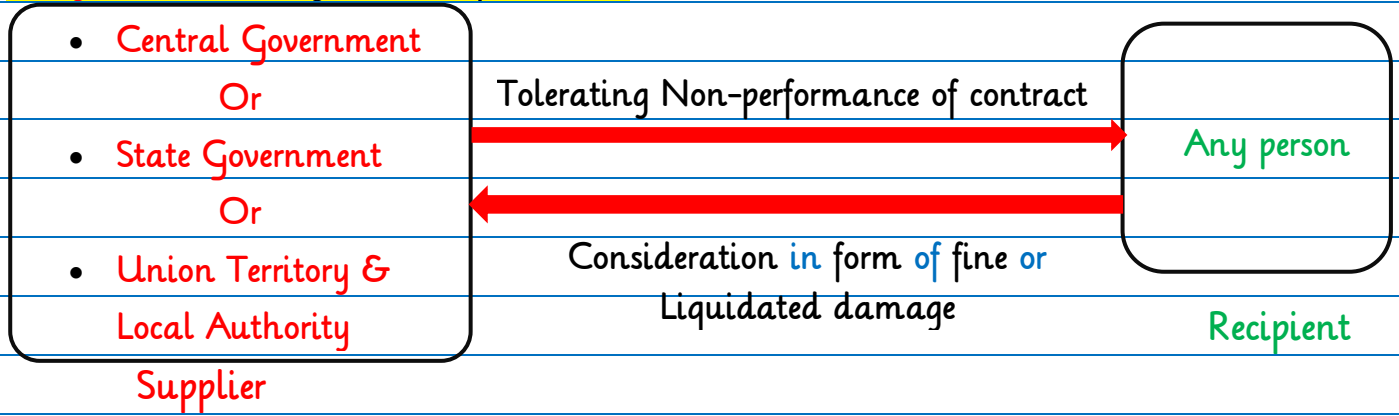 • Central Government
Or
• State Government
Or
• Union Territory &
Local Authority
Supplier
Tolerating Non-performance of contract
Consideration in form of fine or
Liquidated damage
Any person
Recipient